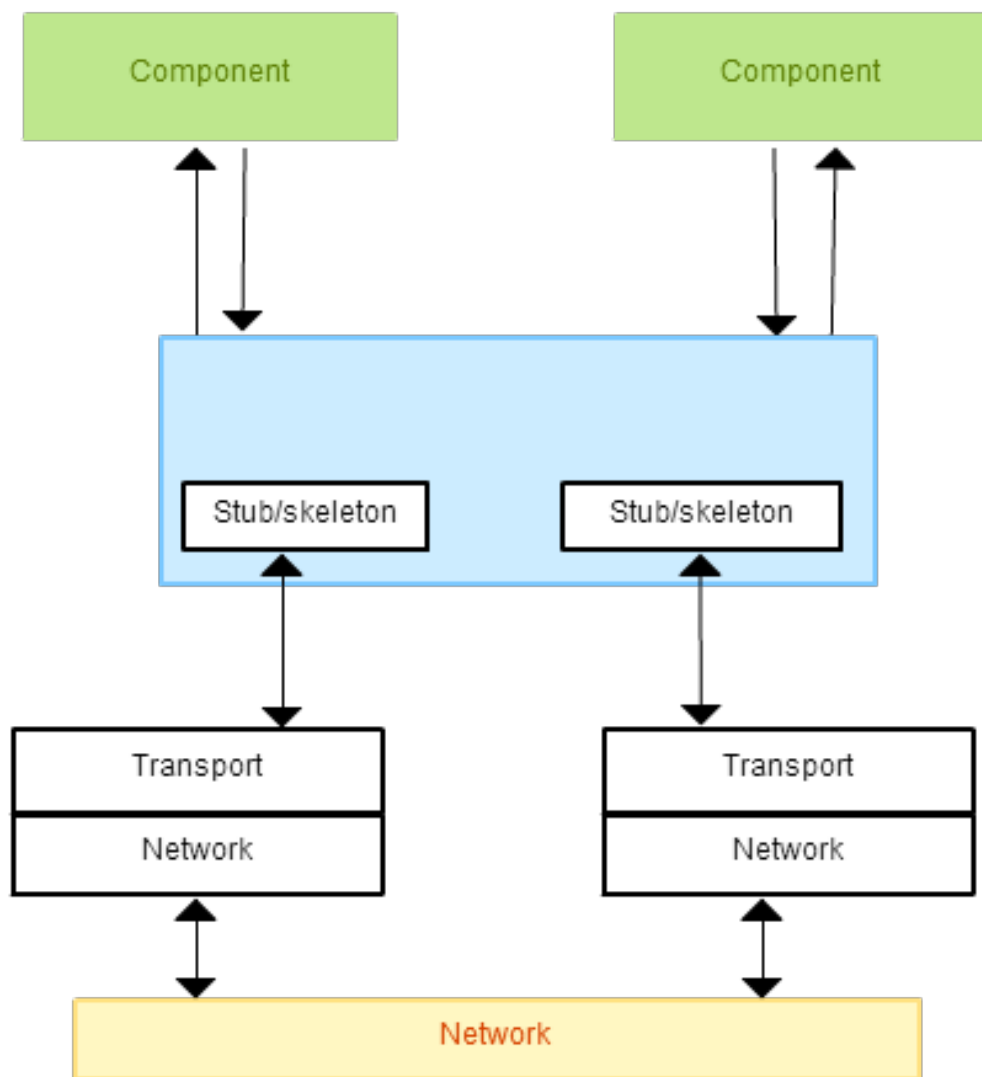 Component
Component
Stub/skeleton
Stub/skeleton
Transport
Transport
Network
Network
Network